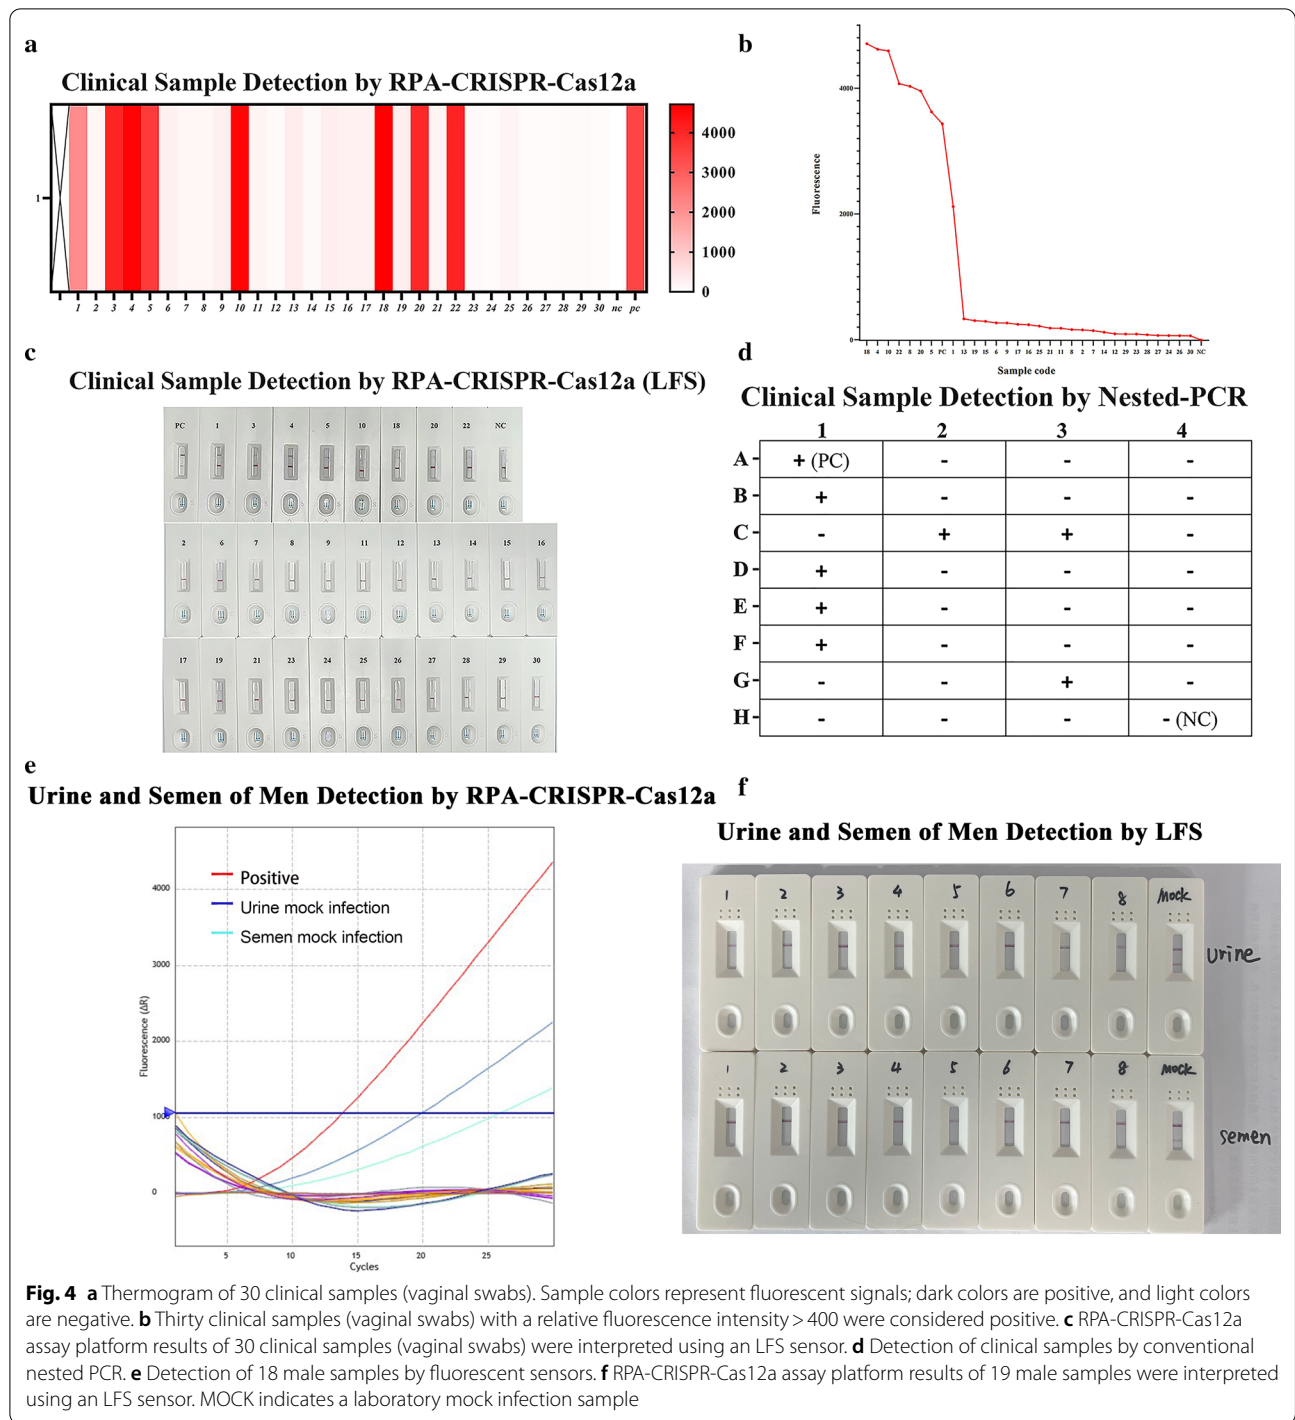 a
Clinical Sample Detection by RPA-CRISPR-Cas12a
1
4000
3000
2000
1000
0
1 2 3 4 5 6 7 8 9 10 11 12 13 14 15 16 17 18 19 20 21 22 23 24 25 26 27 28 29 30 nc pc
b
Fluorescence
4000
2000
0
18 4 10 22 8 20 5 PC 1 13 19 15 6 9 17 16 25 21 11 8 2 7 14 12 29 23 28 27 24 26 30 NC
Sample code
c
Clinical Sample Detection by RPA-CRISPR-Cas12a (LFS)
PC 1 3 4 5 10 18 20 22 NC
2 6 7 8 9 11 12 13 14 15 16
17 19 21 23 24 25 26 27 28 29 30
d
Clinical Sample Detection by Nested-PCR
1 2 3 4
A + (PC) - - -
B + - - -
C - + + -
D + - - -
E + - - -
F + - - -
G - - + -
H - - - - (NC)
e
Urine and Semen of Men Detection by RPA-CRISPR-Cas12a
Positive
Urine mock infection
Semen mock infection
Fluorescence (ΔR)
4000
3000
2000
1000
0
5 10 15 20 25
Cycles
f
Urine and Semen of Men Detection by LFS
1 2 3 4 5 6 7 8 Mock
urine
1 2 3 4 5 6 7 8 Mock
semen
Fig. 4 a Thermogram of 30 clinical samples (vaginal swabs). Sample colors represent fluorescent signals; dark colors are positive, and light colors
are negative. b Thirty clinical samples (vaginal swabs) with a relative fluorescence intensity > 400 were considered positive. c RPA-CRISPR-Cas12a
assay platform results of 30 clinical samples (vaginal swabs) were interpreted using an LFS sensor. d Detection of clinical samples by conventional
nested PCR. e Detection of 18 male samples by fluorescent sensors. f RPA-CRISPR-Cas12a assay platform results of 19 male samples were interpreted
using an LFS sensor. MOCK indicates a laboratory mock infection sample